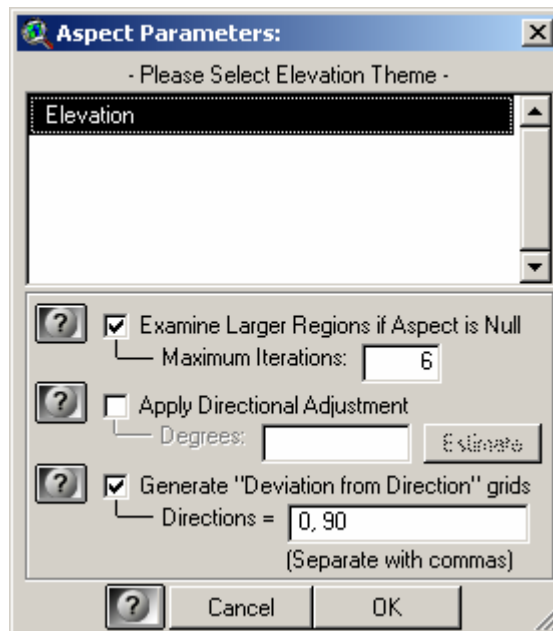 Aspect Parameters:
- Please Select Elevation Theme -
Elevation
Examine Larger Regions if Aspect is Null
Maximum Iterations: 6
Apply Directional Adjustment
Degrees: Estimate
Generate "Deviation from Direction" grids
Directions = 0, 90
(Separate with commas)
? Cancel OK